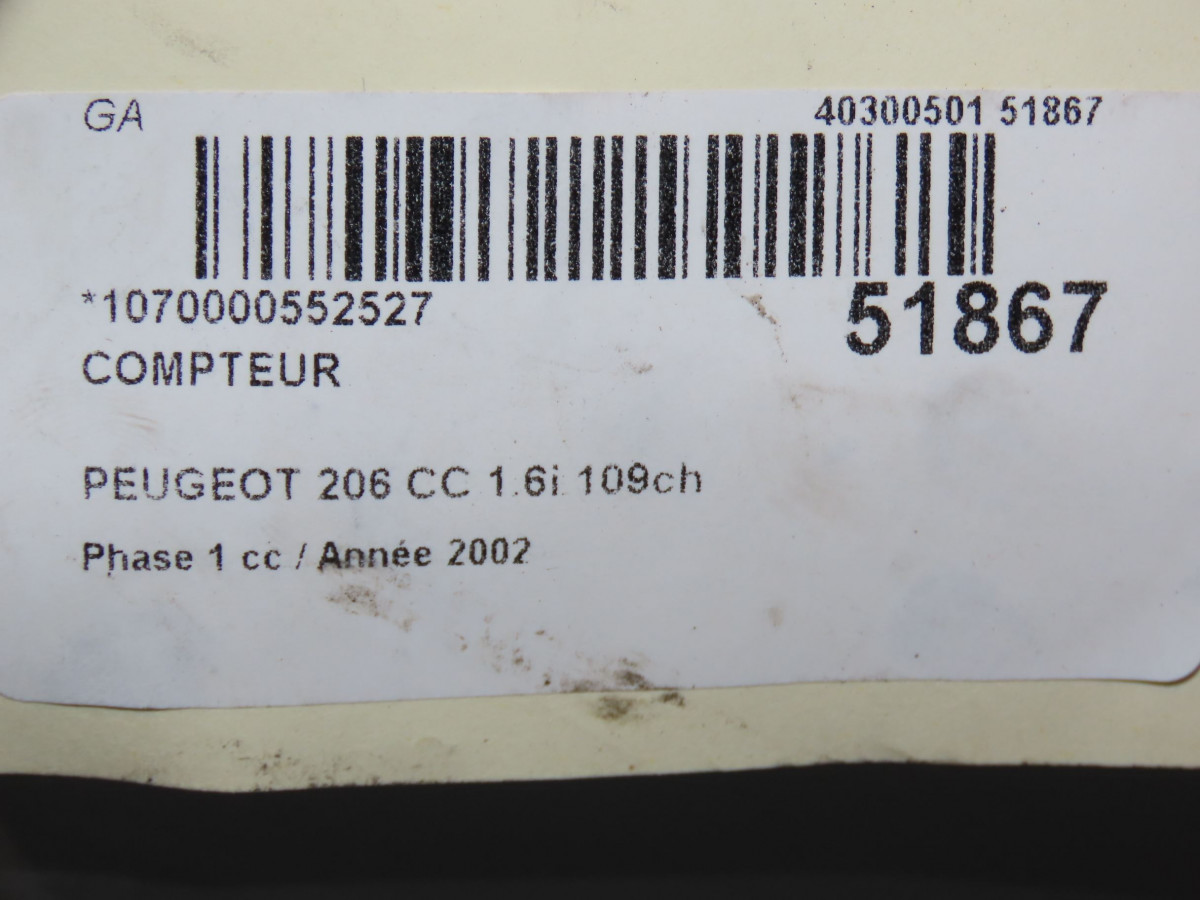 GA 40300501 51867
*1070000552527 51867
COMPTEUR
PEUGEOT 206 CC 1.6i 109ch
Phase 1 cc / Année 2002